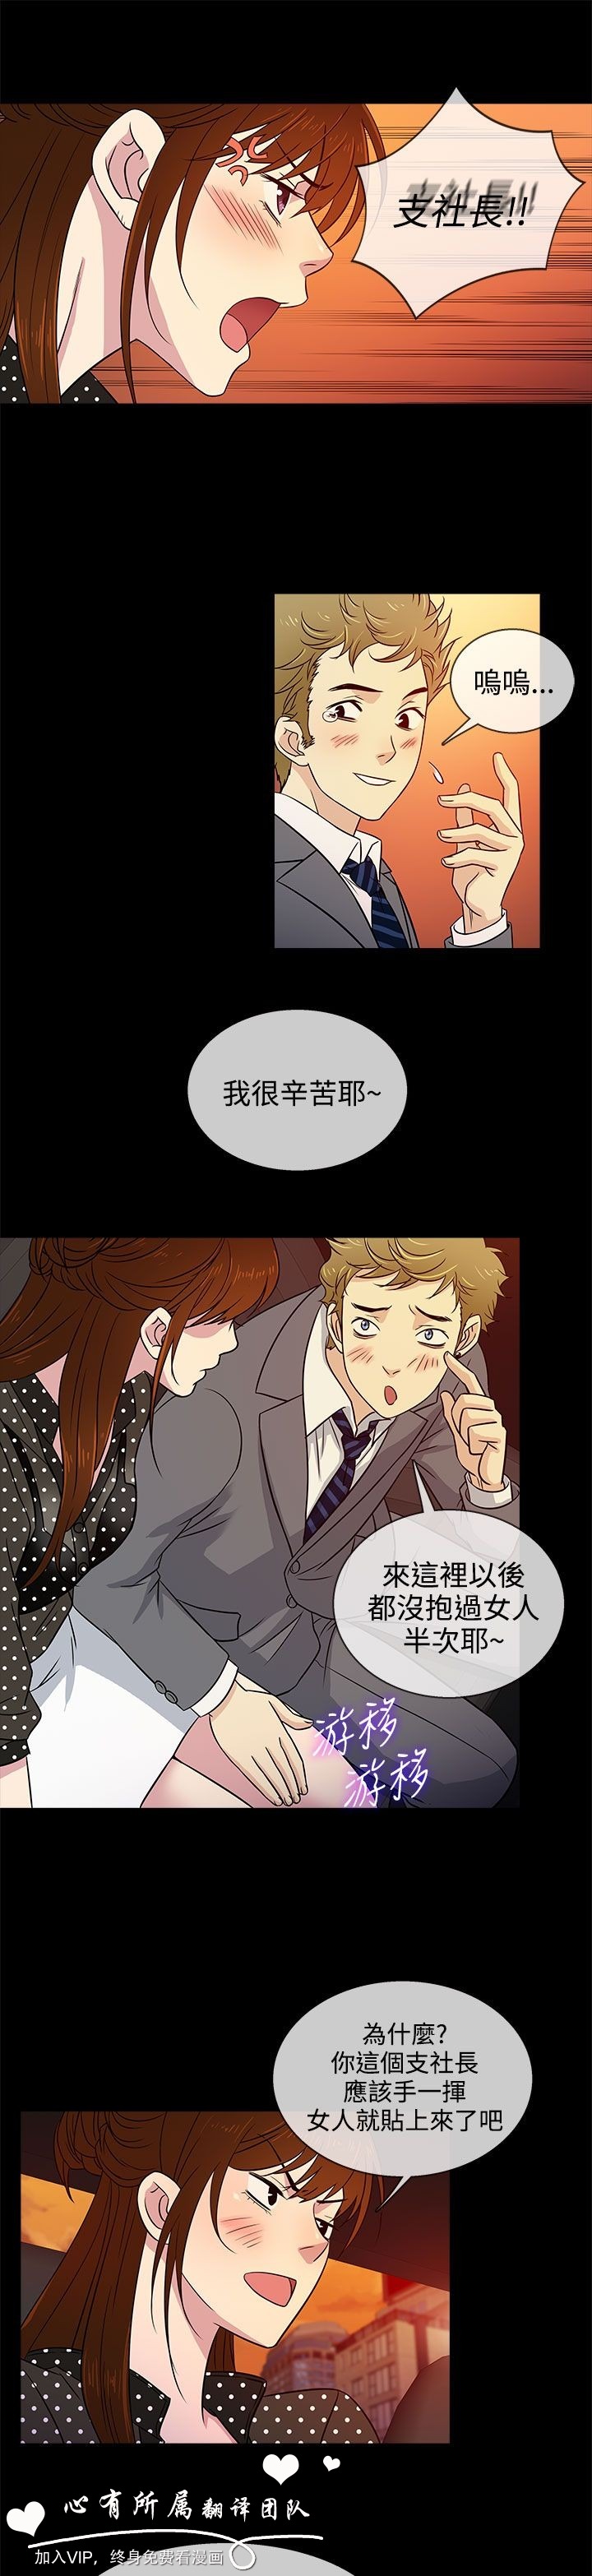 支社長!!
嗚嗚...
我很辛苦耶~
來這裡以後
都沒抱過女人
半次耶~
游移
游移
為什麼?
你這個支社長
應該手一揮
女人就貼上來了吧
心有所属翻译团队
加入VIP，终身免费看漫画